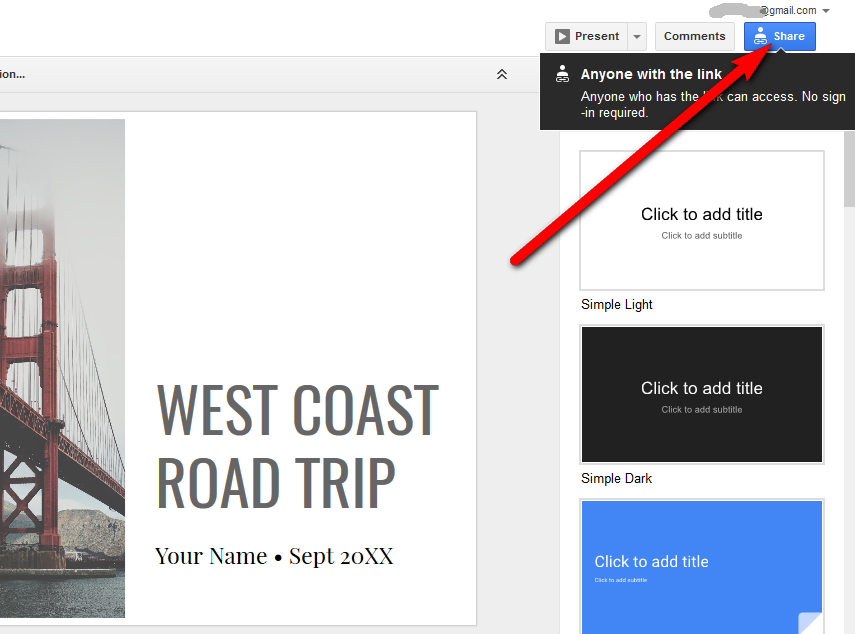 @gmail.com
Present
Comments
Share
ion...
Anyone with the link
Anyone who has the link can access. No sign
-in required.
Click to add title
Click to add subtitle
Simple Light
Click to add title
Click to add subtitle
Simple Dark
WEST COAST
ROAD TRIP
Your Name • Sept 20XX
Click to add title
Click to add subtitle